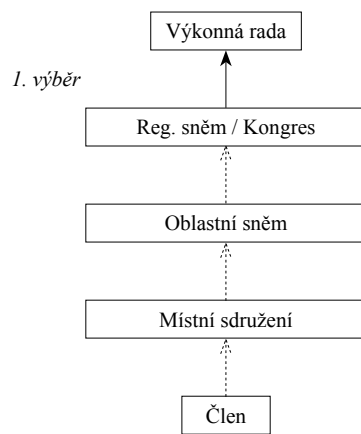 Výkonná rada
1. výběr
Reg. sněm / Kongres
Oblastní sněm
Místní sdružení
Člen